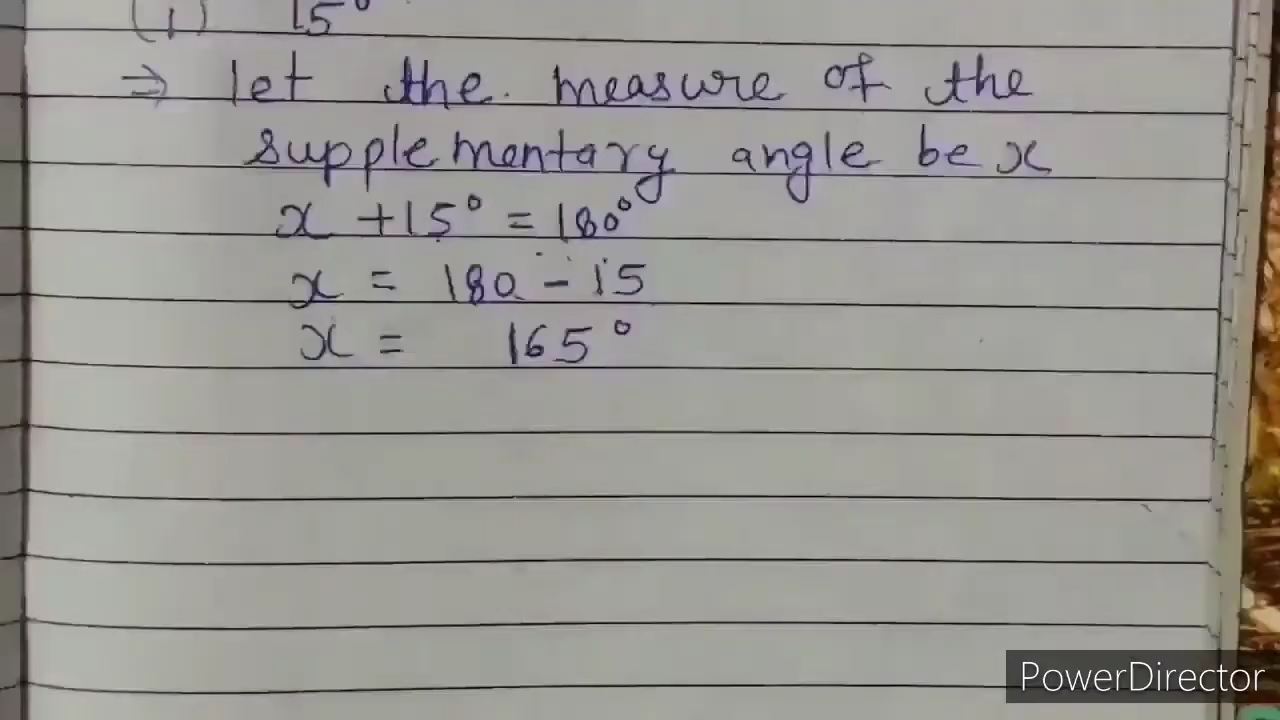 (i) 15°
⇒ let the measure of the
supplementary angle be x
x + 15° = 180°
x = 180 - 15
x = 165°
PowerDirector